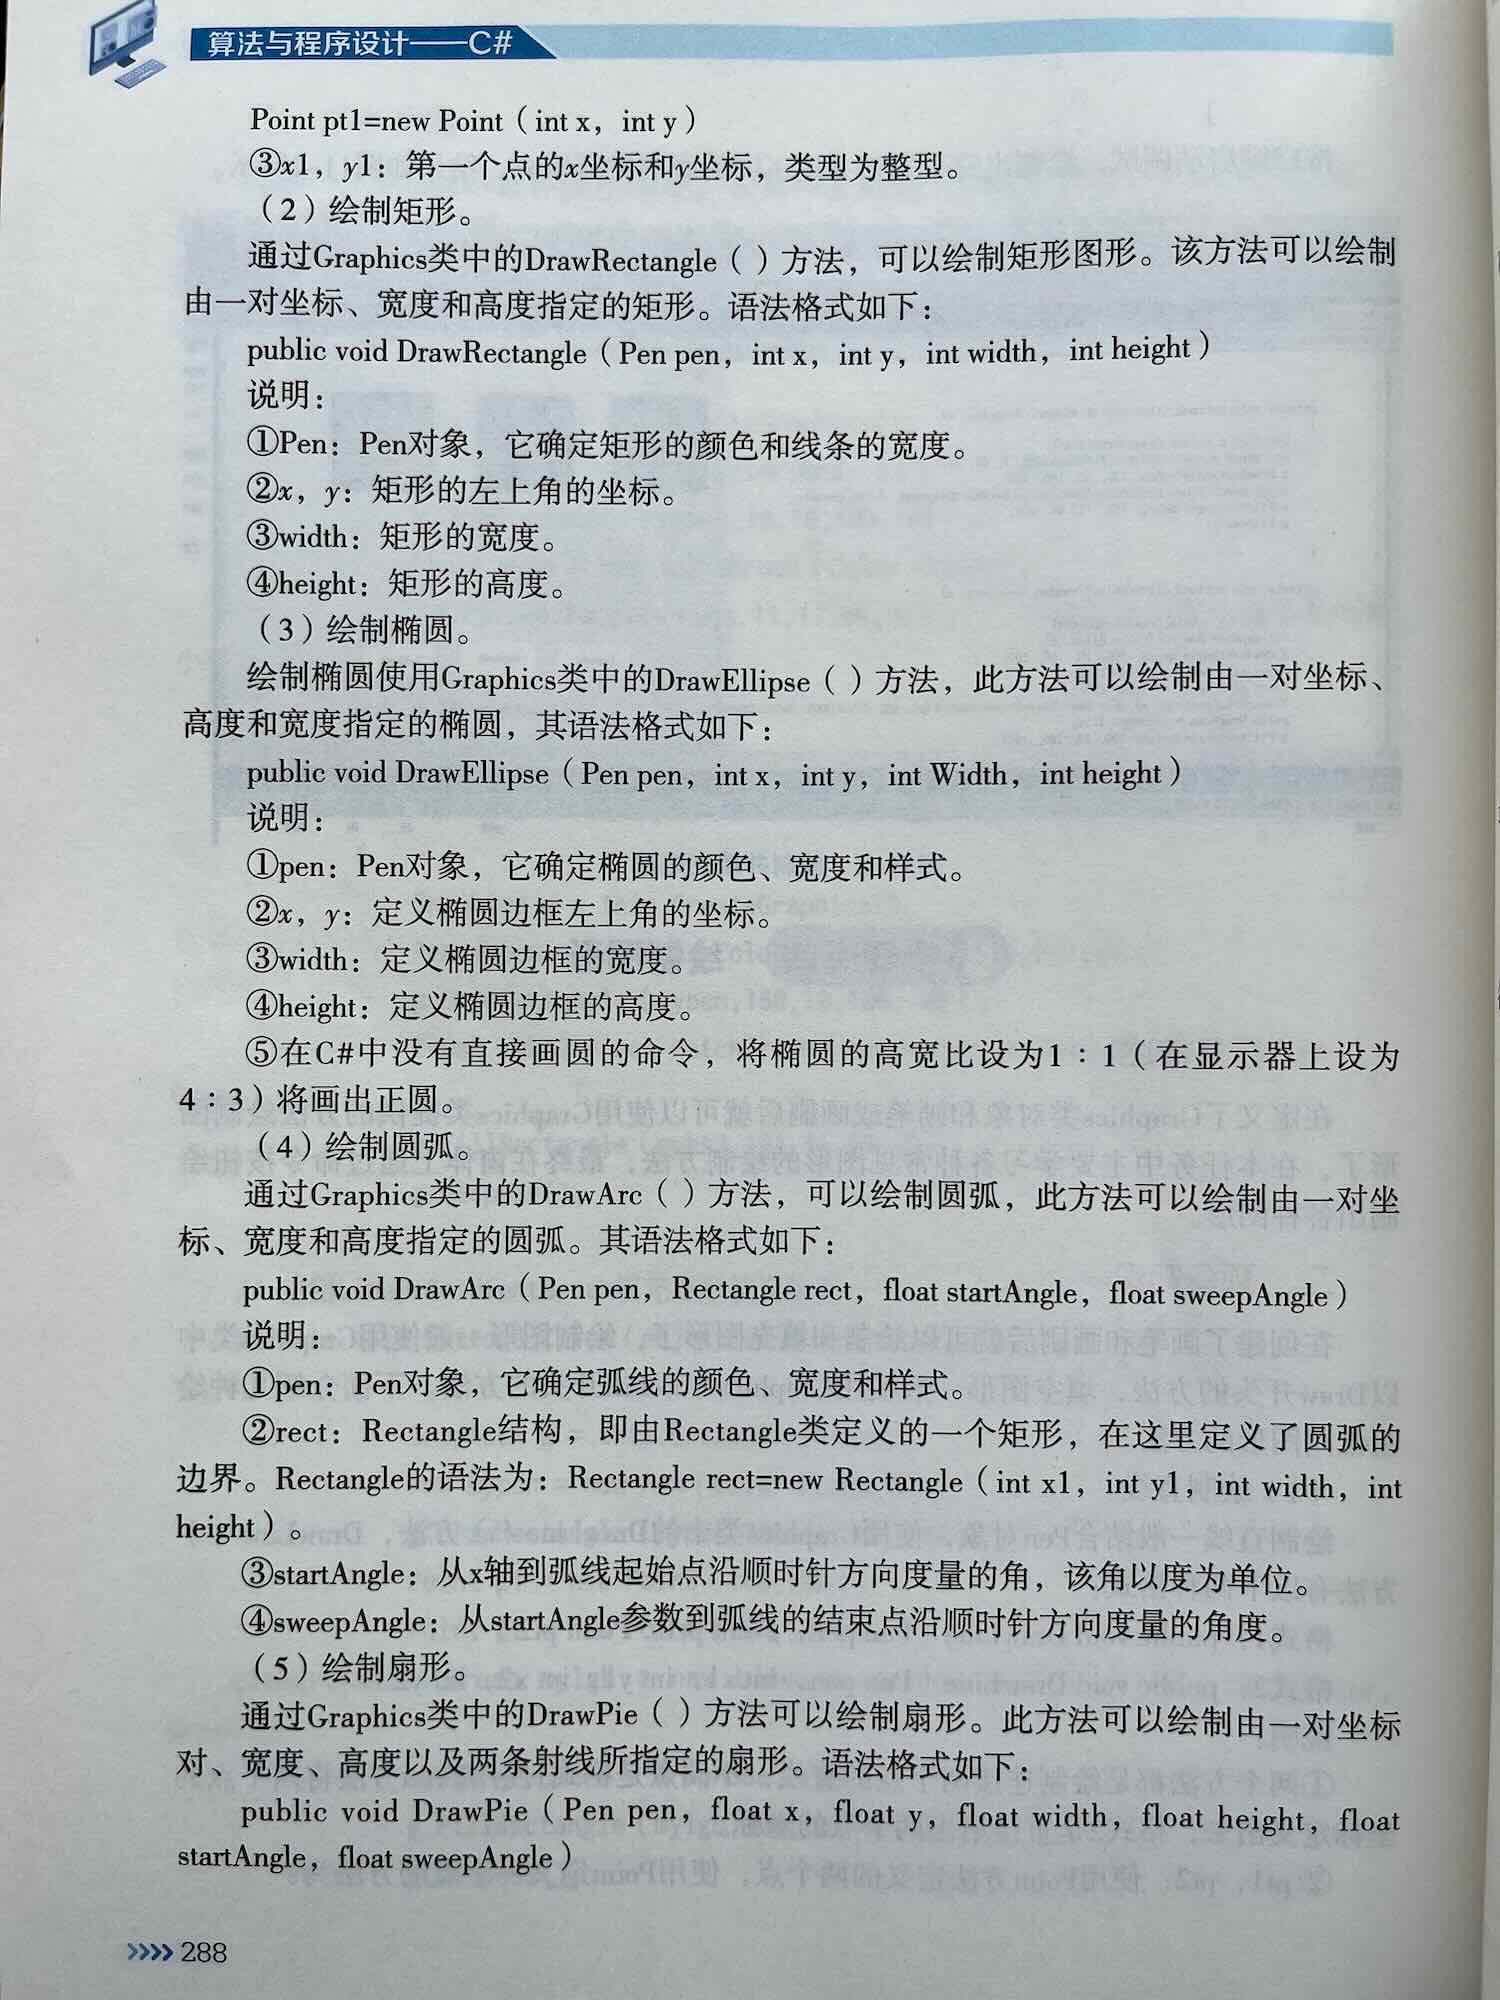 算法与程序设计——C#
Point pt1=new Point（int x，int y）
③x1，y1：第一个点的x坐标和y坐标，类型为整型。
（2）绘制矩形。
通过Graphics类中的DrawRectangle（ ）方法，可以绘制矩形图形。该方法可以绘制
由一对坐标、宽度和高度指定的矩形。语法格式如下：
public void DrawRectangle（Pen pen，int x，int y，int width，int height）
说明：
①Pen：Pen对象，它确定矩形的颜色和线条的宽度。
②x，y：矩形的左上角的坐标。
③width：矩形的宽度。
④height：矩形的高度。
（3）绘制椭圆。
绘制椭圆使用Graphics类中的DrawEllipse（ ）方法，此方法可以绘制由一对坐标、
高度和宽度指定的椭圆，其语法格式如下：
public void DrawEllipse（Pen pen，int x，int y，int Width，int height）
说明：
①pen：Pen对象，它确定椭圆的颜色、宽度和样式。
②x，y：定义椭圆边框左上角的坐标。
③width：定义椭圆边框的宽度。
④height：定义椭圆边框的高度。
⑤在C#中没有直接画圆的命令，将椭圆的高宽比设为1∶1（在显示器上设为
4∶3）将画出正圆。
（4）绘制圆弧。
通过Graphics类中的DrawArc（ ）方法，可以绘制圆弧，此方法可以绘制由一对坐
标、宽度和高度指定的圆弧。其语法格式如下：
public void DrawArc（Pen pen，Rectangle rect，float startAngle，float sweepAngle）
说明：
①pen：Pen对象，它确定弧线的颜色、宽度和样式。
②rect：Rectangle结构，即由Rectangle类定义的一个矩形，在这里定义了圆弧的
边界。Rectangle的语法为：Rectangle rect=new Rectangle（int x1，int y1，int width，int
height）。
③startAngle：从x轴到弧线起始点沿顺时针方向度量的角，该角以度为单位。
④sweepAngle：从startAngle参数到弧线的结束点沿顺时针方向度量的角度。
（5）绘制扇形。
通过Graphics类中的DrawPie（ ）方法可以绘制扇形。此方法可以绘制由一对坐标
对、宽度、高度以及两条射线所指定的扇形。语法格式如下：
public void DrawPie（Pen pen，float x，float y，float width，float height，float
startAngle，float sweepAngle）
»» 288